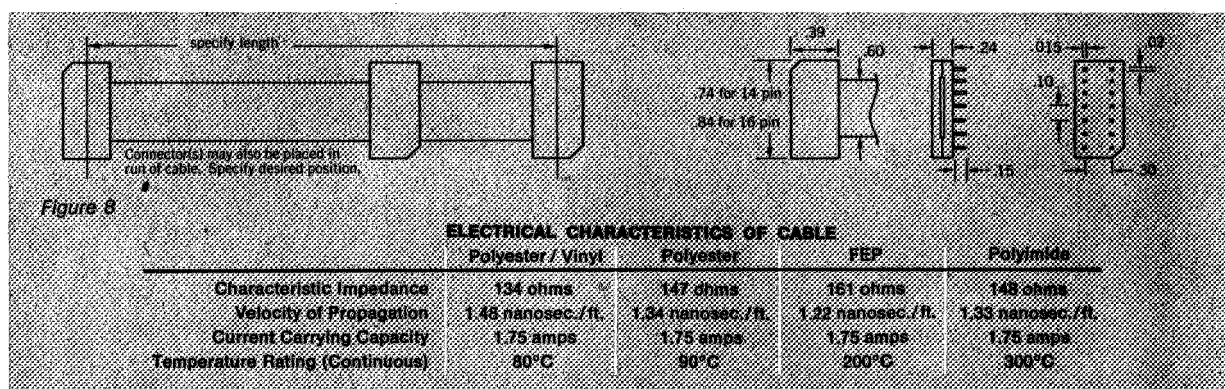 specify length
Connector(s) may also be placed in
run of cable. Specify desired position.
.39
.60
.74 for 14 pin
.84 for 16 pin
.24
.15
.015
.02
.10
.30
Figure 8
ELECTRICAL CHARACTERISTICS OF CABLE
Polyester / Vinyl Polyester FEP Polyimide
Characteristic Impedance 134 ohms 147 ohms 161 ohms 148 ohms
Velocity of Propagation 1.48 nanosec./ft. 1.34 nanosec./ft. 1.22 nanosec./ft. 1.33 nanosec./ft.
Current Carrying Capacity 1.75 amps 1.75 amps 1.75 amps 1.75 amps
Temperature Rating (Continuous) 80°C 90°C 200°C 300°C